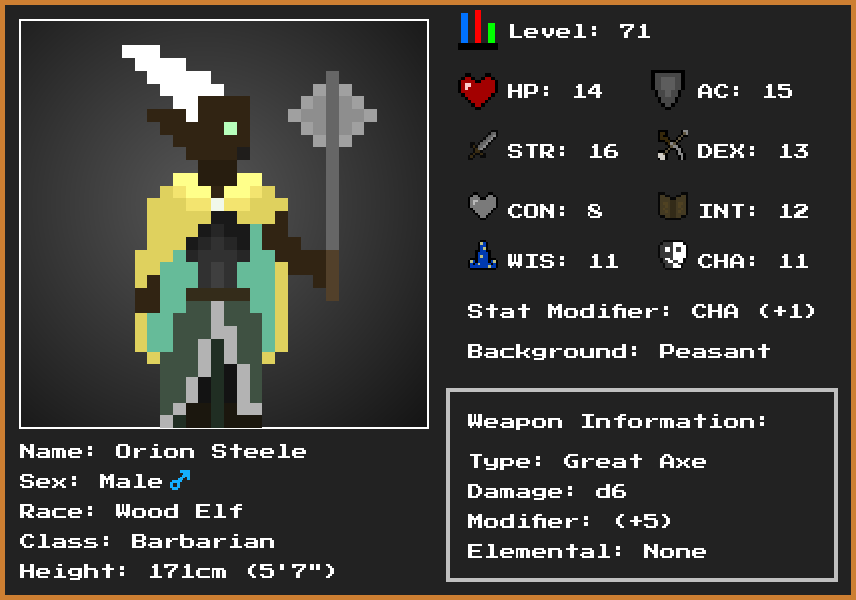 Level: 71
HP: 14 AC: 15
STR: 16 DEX: 13
CON: 8 INT: 12
WIS: 11 CHA: 11
Stat Modifier: CHA (+1)
Background: Peasant
Weapon Information:
Type: Great Axe
Damage: d6
Modifier: (+5)
Elemental: None
Name: Orion Steele
Sex: Male ♂
Race: Wood Elf
Class: Barbarian
Height: 171cm (5'7")